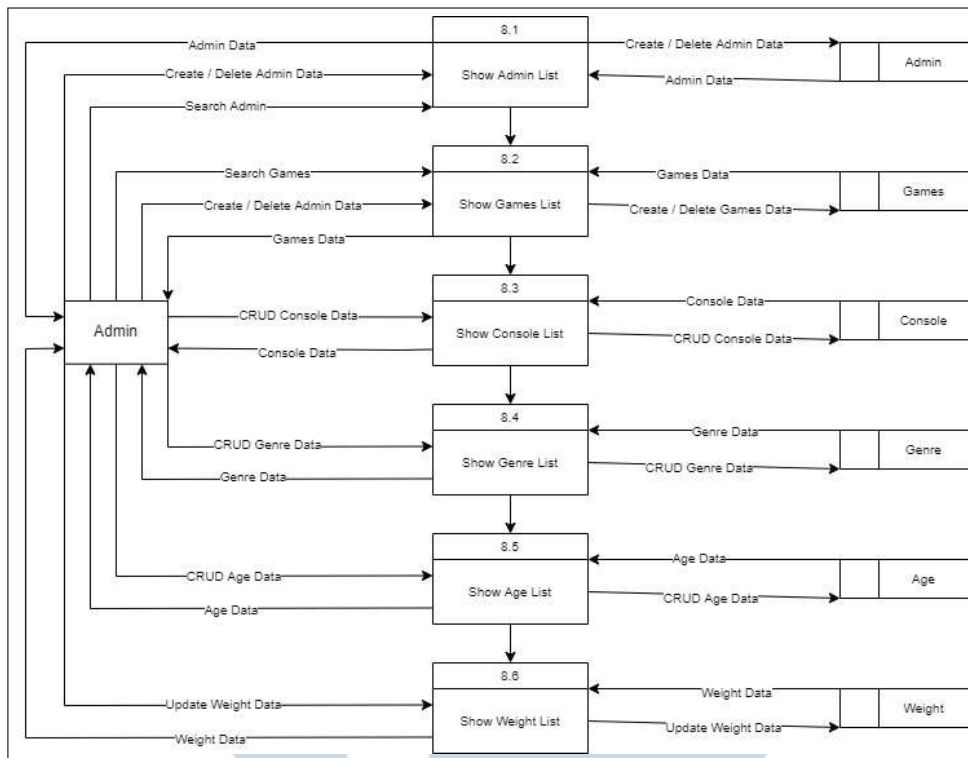 8.1
Admin Data
Create / Delete Admin Data
Create / Delete Admin Data
Show Admin List
Admin
Admin Data
Search Admin
8.2
Search Games
Games Data
Create / Delete Admin Data
Show Games List
Games
Create / Delete Games Data
Games Data
8.3
Console Data
Admin
CRUD Console Data
Show Console List
Console
CRUD Console Data
Console Data
8.4
Genre Data
CRUD Genre Data
Show Genre List
Genre
CRUD Genre Data
Genre Data
8.5
Age Data
CRUD Age Data
Show Age List
Age
CRUD Age Data
Age Data
8.6
Weight Data
Update Weight Data
Show Weight List
Weight
Update Weight Data
Weight Data